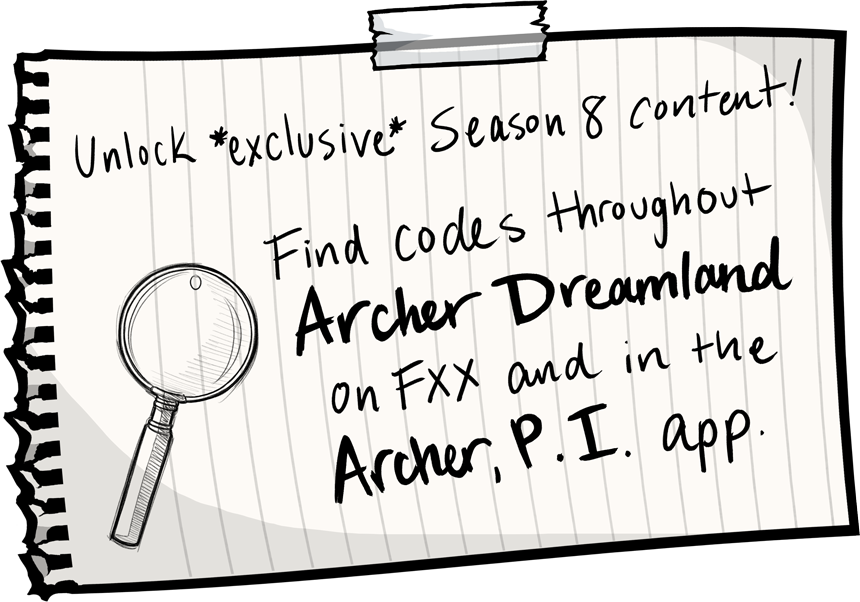 Unlock *exclusive* Season 8 content!
Find codes throughout
Archer Dreamland
on FXX and in the
Archer, P.I. app.